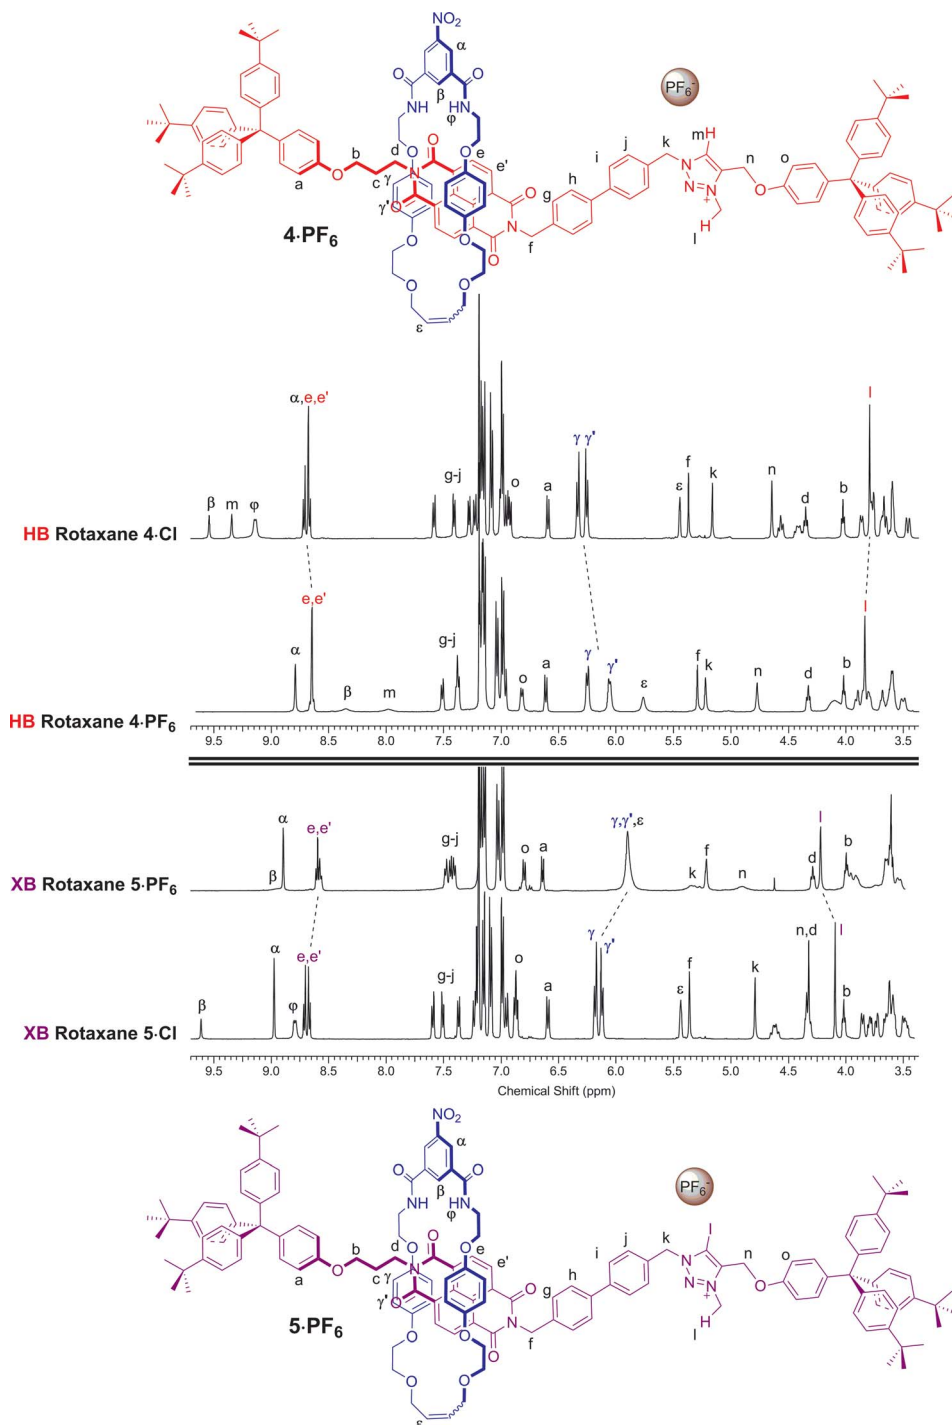 NO₂
α
O
O
β
NH
HN
φ
PF₆⁻
d
O
O
e
b
O
e'
a
O
c
γ
N
γ'
O
O
O
O
N
O
f
g
h
i
j
k
mH
N
N
N
+
n
O
o
H
l
O
O
ε
4·PF₆
α,e,e'
l
β
m
φ
g-j
o
a
γ
γ'
ε
f
k
n
d
b
HB Rotaxane 4·Cl
e,e'
l
α
β
m
g-j
o
a
γ
γ'
ε
f
k
n
d
b
HB Rotaxane 4·PF₆
9.5 9.0 8.5 8.0 7.5 7.0 6.5 6.0 5.5 5.0 4.5 4.0 3.5
α
e,e'
γ,γ',ε
l
β
g-j
o
a
k
f
n
d
b
XB Rotaxane 5·PF₆
α
e,e'
γ
γ'
n,d
l
β
φ
g-j
o
a
ε
f
k
b
XB Rotaxane 5·Cl
9.5 9.0 8.5 8.0 7.5 7.0 6.5 6.0 5.5 5.0 4.5 4.0 3.5
Chemical Shift (ppm)
NO₂
α
O
O
β
NH
HN
φ
PF₆⁻
d
O
O
e
b
O
e'
a
O
c
γ
N
γ'
O
O
O
O
N
O
f
g
h
i
j
k
I
N
N
N
+
n
O
o
H
l
O
O
ε
5·PF₆